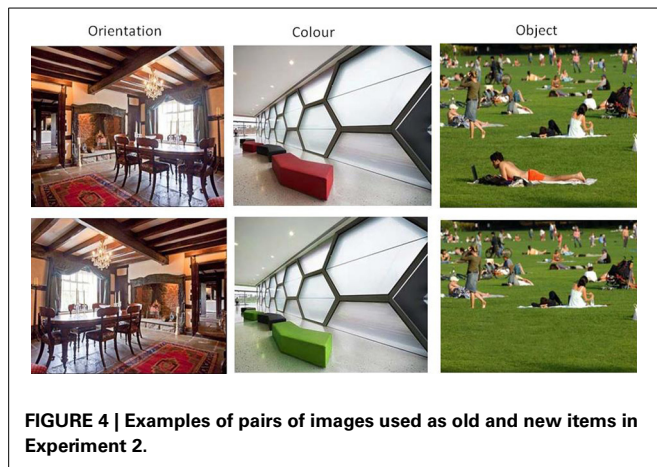 Orientation Colour Object
FIGURE 4 | Examples of pairs of images used as old and new items in
Experiment 2.